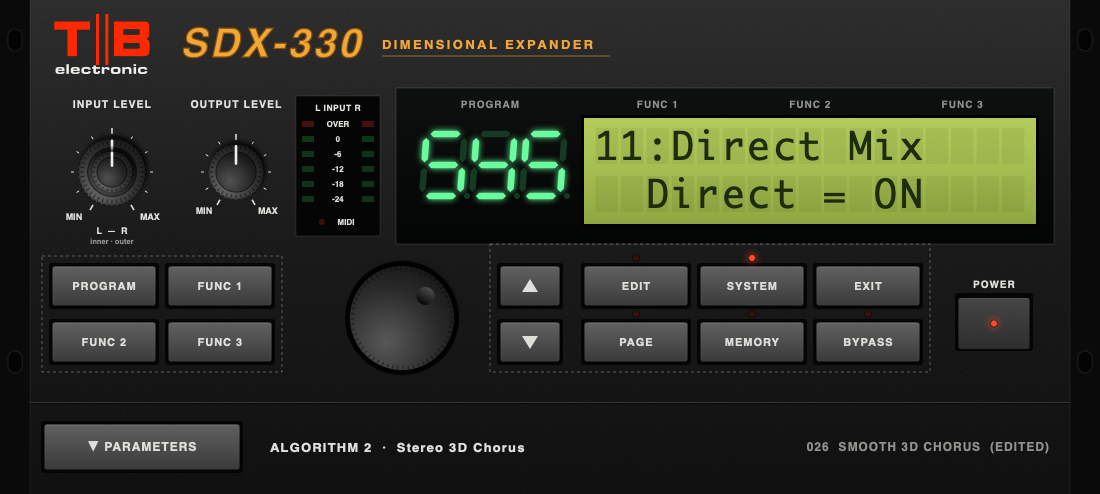 TB
electronic
SDX-330
DIMENSIONAL EXPANDER
INPUT LEVEL
OUTPUT LEVEL
MIN
MAX
L — R
inner · outer
MIN
MAX
L INPUT R
OVER
0
-6
-12
-18
-24
MIDI
PROGRAM
FUNC 1
FUNC 2
FUNC 3
SYS
11:Direct Mix
Direct = ON
PROGRAM
FUNC 1
FUNC 2
FUNC 3
▲
EDIT
SYSTEM
EXIT
▼
PAGE
MEMORY
BYPASS
POWER
▼ PARAMETERS
ALGORITHM 2 · Stereo 3D Chorus
026 SMOOTH 3D CHORUS (EDITED)